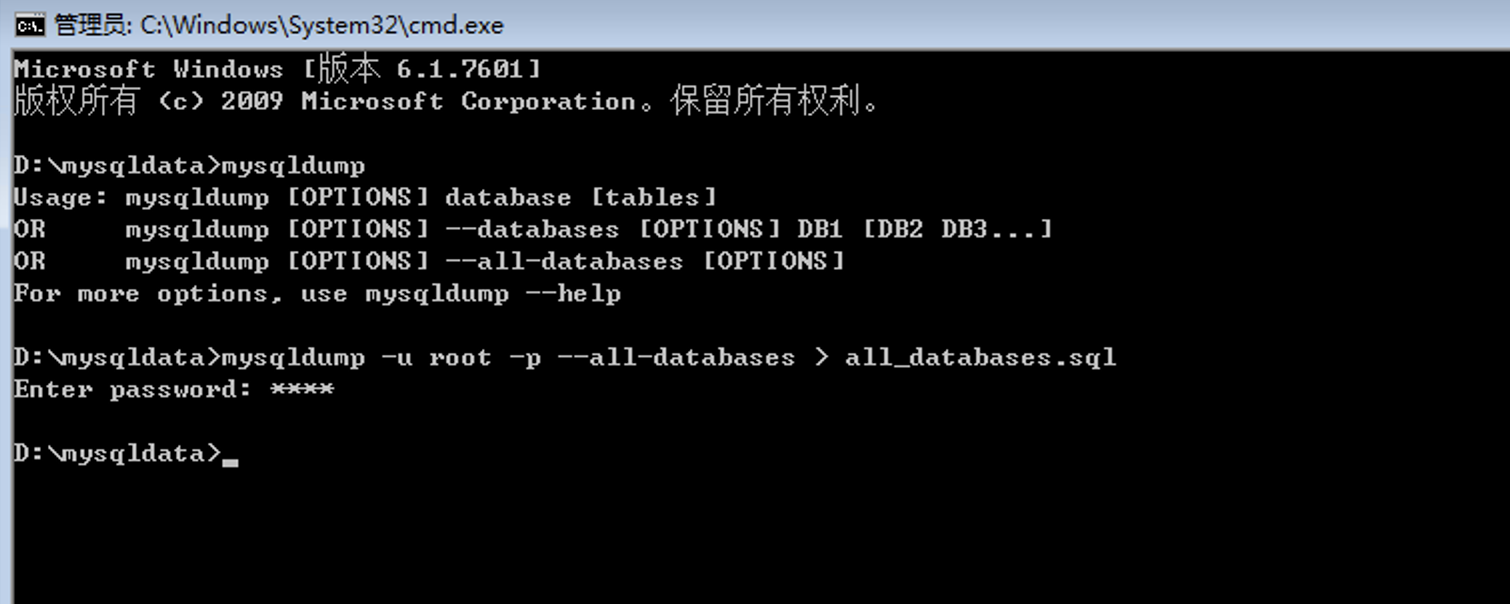 管理员: C:\Windows\System32\cmd.exe
Microsoft Windows [版本 6.1.7601]
版权所有 (c) 2009 Microsoft Corporation。保留所有权利。
D:\mysqldata>mysqldump
Usage: mysqldump [OPTIONS] database [tables]
OR     mysqldump [OPTIONS] --databases [OPTIONS] DB1 [DB2 DB3...]
OR     mysqldump [OPTIONS] --all-databases [OPTIONS]
For more options, use mysqldump --help
D:\mysqldata>mysqldump -u root -p --all-databases > all_databases.sql
Enter password: ****
D:\mysqldata>_